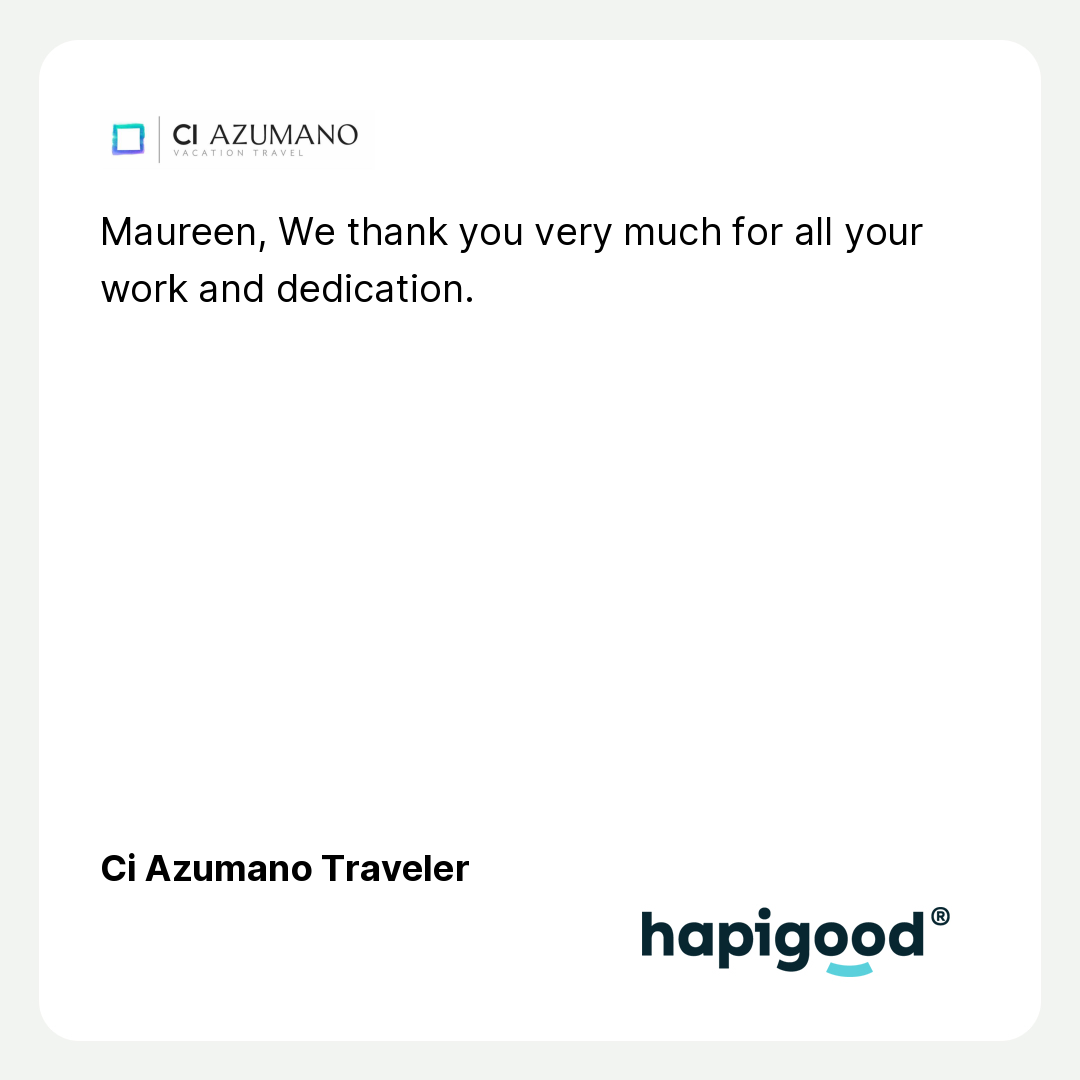 CI AZUMANO
VACATION TRAVEL
Maureen, We thank you very much for all your
work and dedication.
Ci Azumano Traveler
hapigood®